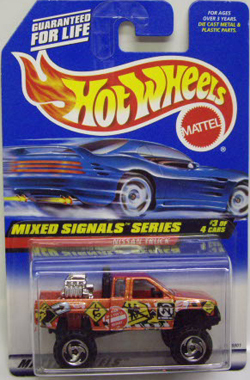 GUARANTEED
FOR LIFE
FOR AGES
OVER 3 YEARS.
DIE CAST METAL &
PLASTIC PARTS.
Hot Wheels
MATTEL
MIXED SIGNALS™ SERIES
#3 OF
4 CARS
NISSAN TRUCK